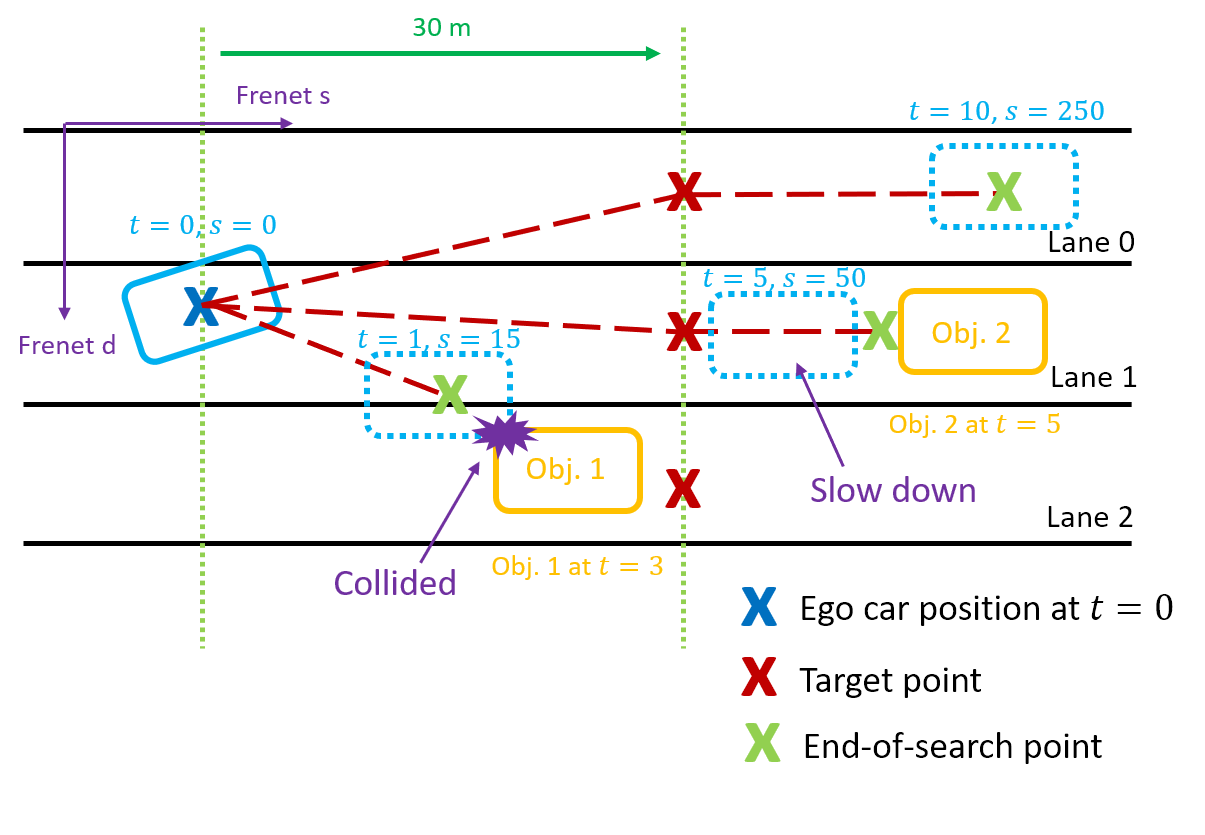 30 m
Frenet s
t = 10, s = 250
t = 0, s = 0
Lane 0
t = 5, s = 50
Frenet d
t = 1, s = 15
Obj. 2
Lane 1
Obj. 2 at t = 5
Obj. 1
Slow down
Lane 2
Obj. 1 at t = 3
Collided
X Ego car position at t = 0
X Target point
X End-of-search point